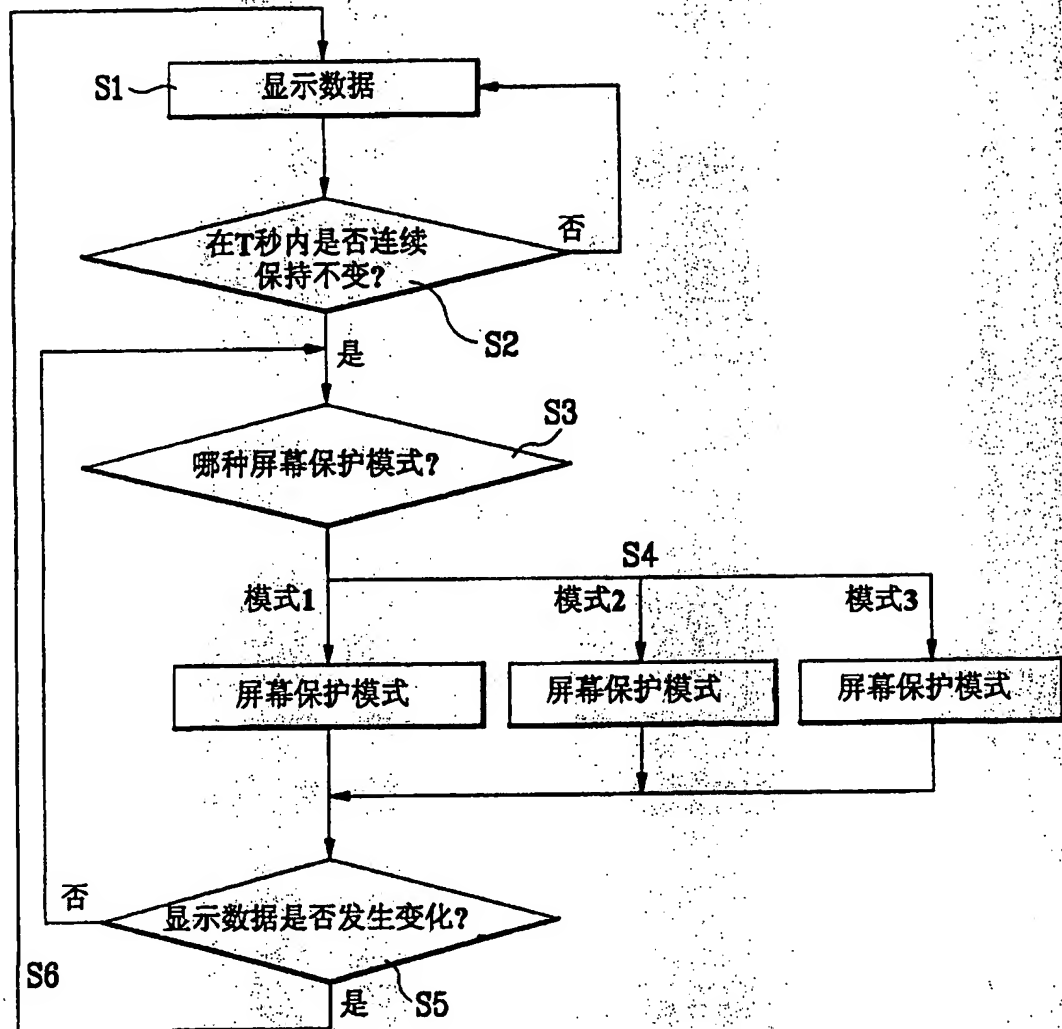 S1
显示数据
在T秒内是否连续
保持不变?
否
S2
是
S3
哪种屏幕保护模式?
S4
模式1
模式2
模式3
屏幕保护模式
屏幕保护模式
屏幕保护模式
否
显示数据是否发生变化?
S6
是
S5